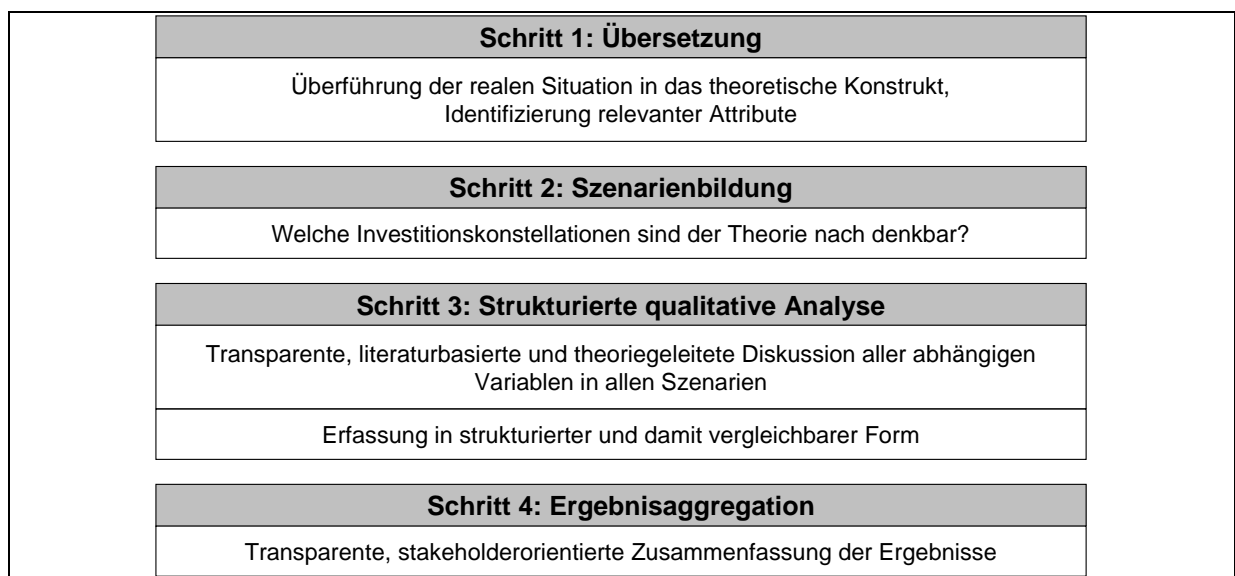 Schritt 1: Übersetzung
Überführung der realen Situation in das theoretische Konstrukt,
Identifizierung relevanter Attribute
Schritt 2: Szenarienbildung
Welche Investitionskonstellationen sind der Theorie nach denkbar?
Schritt 3: Strukturierte qualitative Analyse
Transparente, literaturbasierte und theoriegeleitete Diskussion aller abhängigen
Variablen in allen Szenarien
Erfassung in strukturierter und damit vergleichbarer Form
Schritt 4: Ergebnisaggregation
Transparente, stakeholderorientierte Zusammenfassung der Ergebnisse